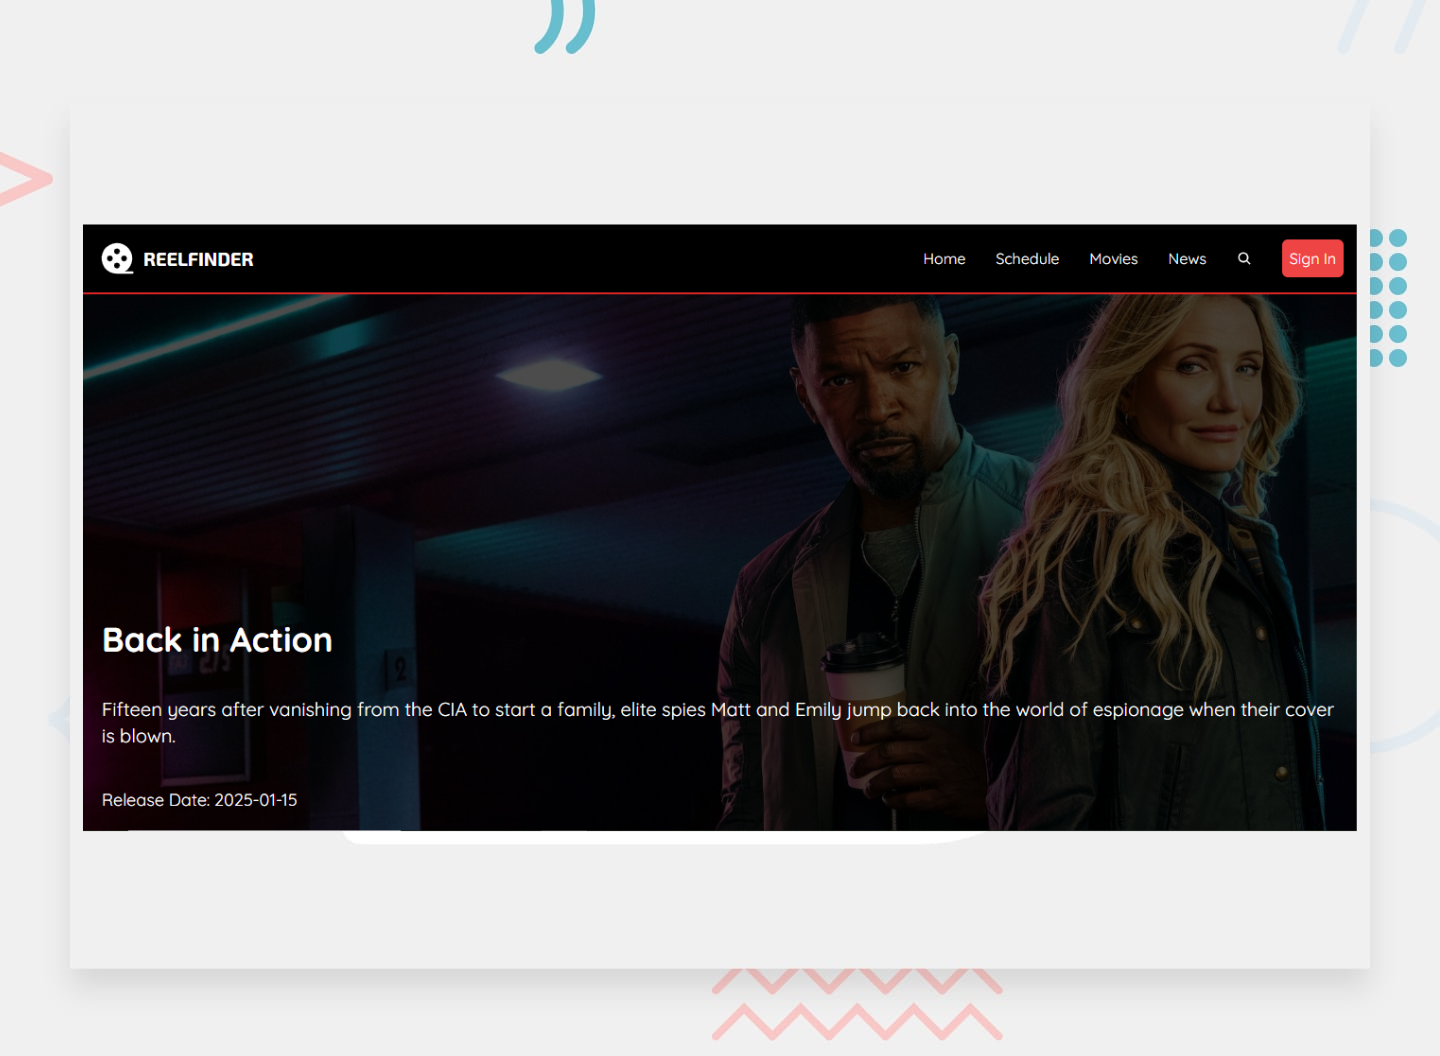 REELFINDER
Home Schedule Movies News Sign In
Back in Action
2
Fifteen years after vanishing from the CIA to start a family, elite spies Matt and Emily jump back into the world of espionage when their cover
is blown.
Release Date: 2025-01-15